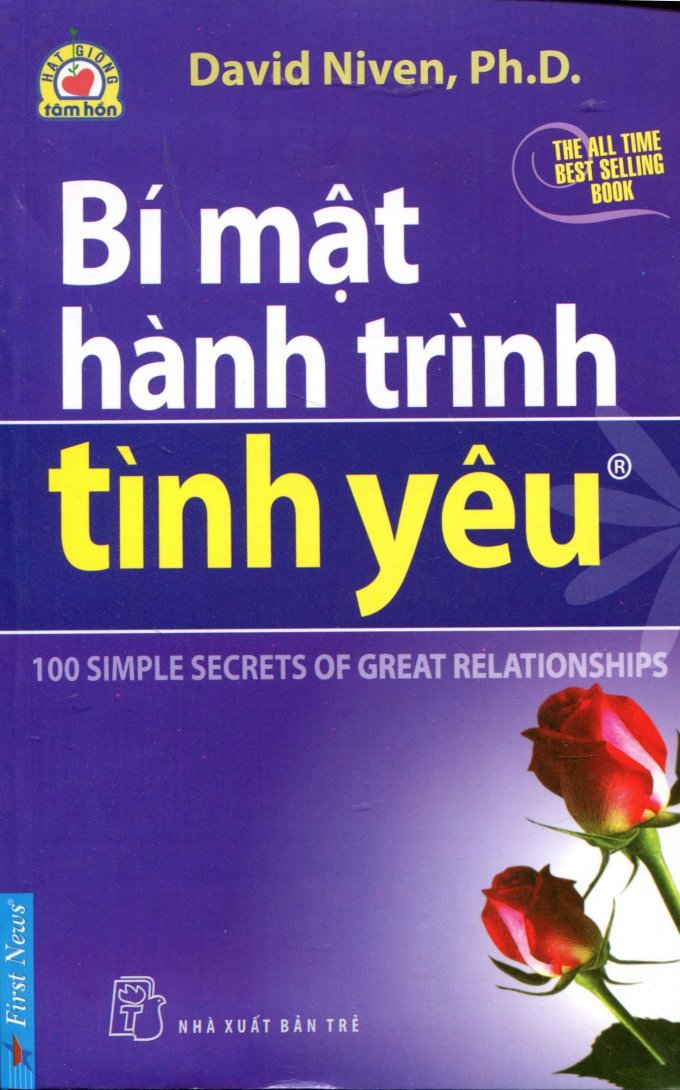 HẠT GIỐNG
tâm hồn
David Niven, Ph.D.
THE ALL TIME
BEST SELLING
BOOK
Bí mật
hành trình
tình yêu®
100 SIMPLE SECRETS OF GREAT RELATIONSHIPS
First News®
T
NHÀ XUẤT BẢN TRẺ